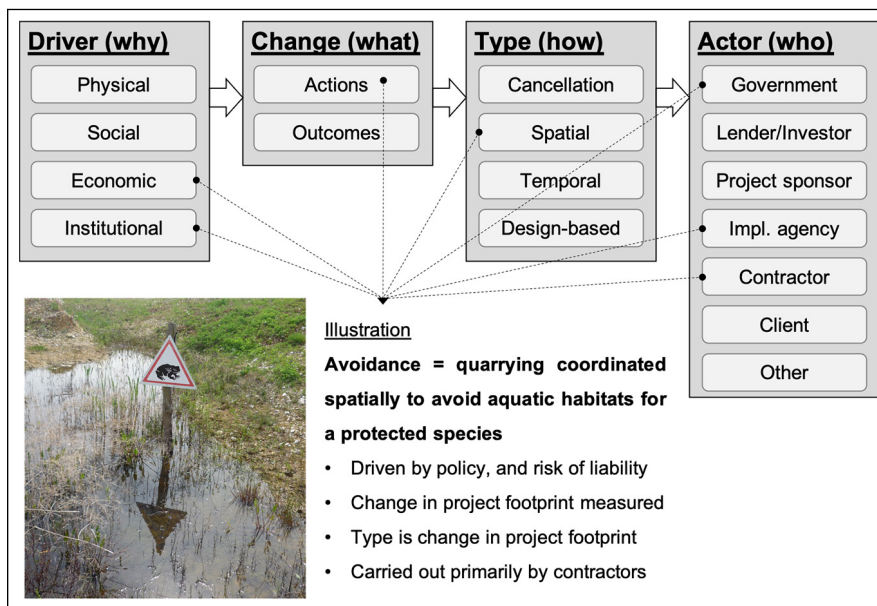 Driver (why)
Physical
Social
Economic
Institutional
Change (what)
Actions
Outcomes
Type (how)
Cancellation
Spatial
Temporal
Design-based
Actor (who)
Government
Lender/Investor
Project sponsor
Impl. agency
Contractor
Client
Other
Illustration
Avoidance = quarrying coordinated
spatially to avoid aquatic habitats for
a protected species
• Driven by policy, and risk of liability
• Change in project footprint measured
• Type is change in project footprint
• Carried out primarily by contractors